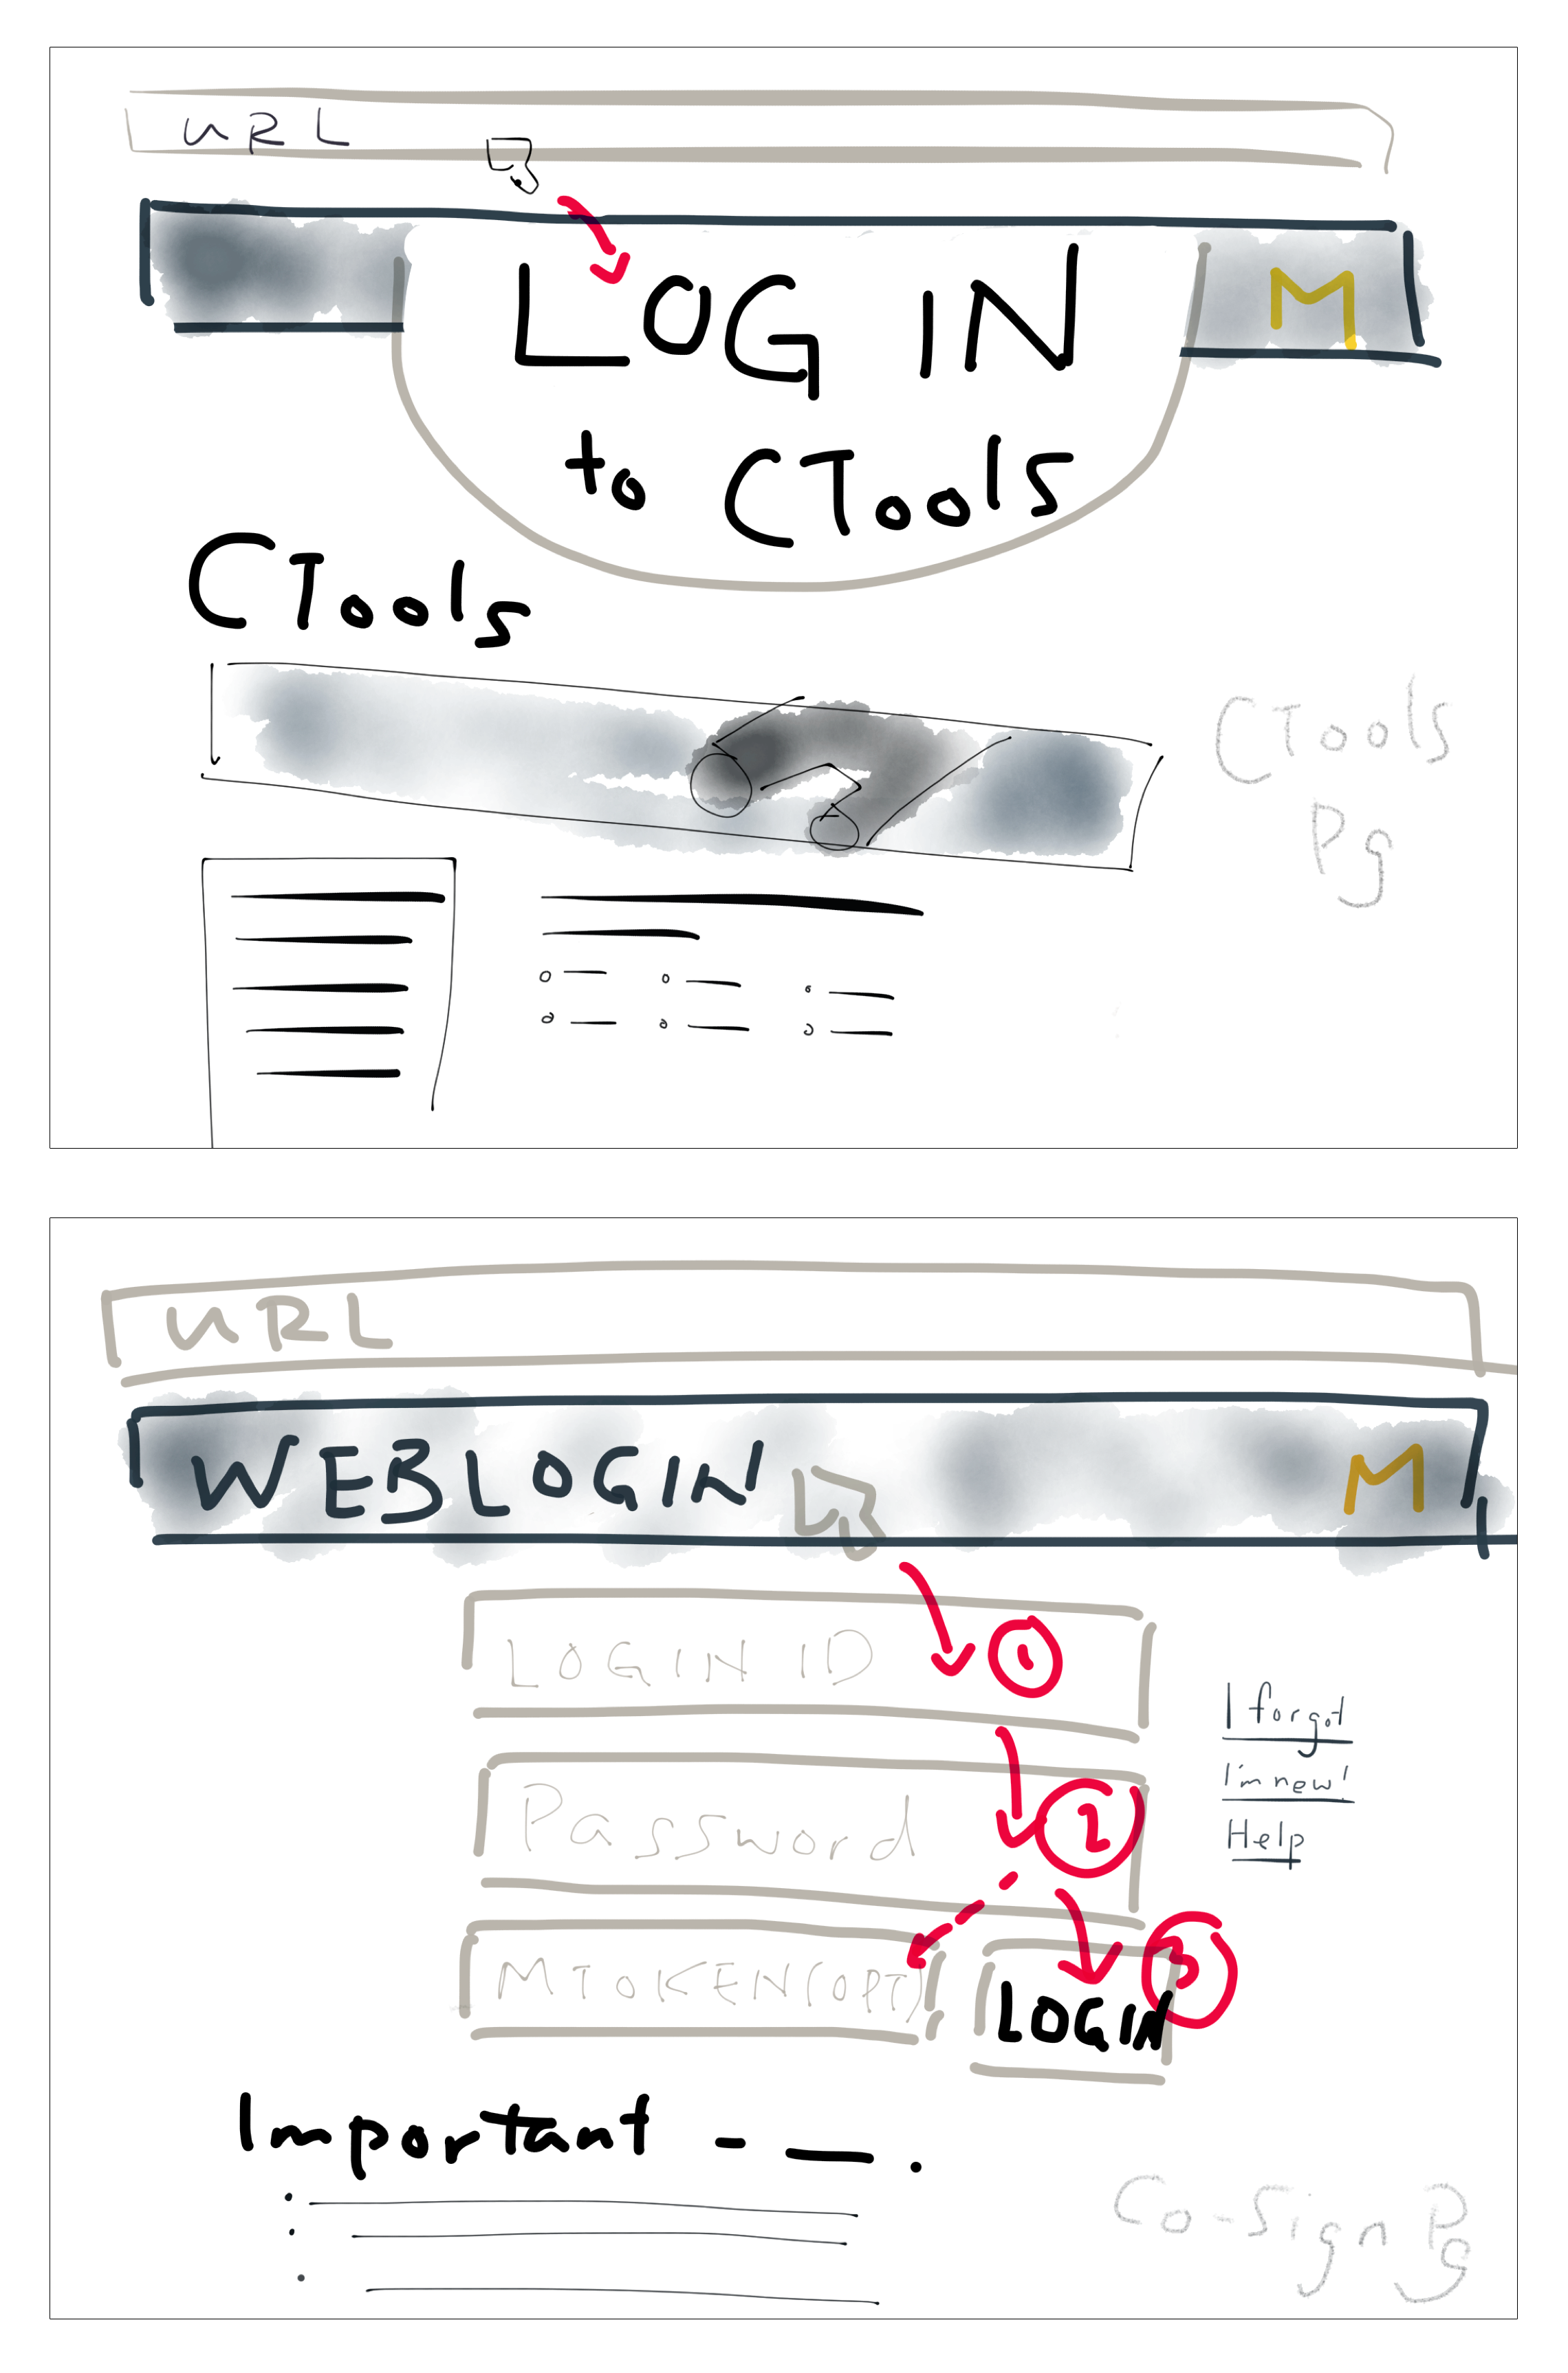 URL
LOG IN
M
to CTools
CTools
CTools
Pg
URL
WEBLOGIN
M
LOGIN ID
1
I forgot
I'm new!
Password
2
Help
MTOKEN(OPT)
3
LOGIN
Important - — .
Co-Sign Pg